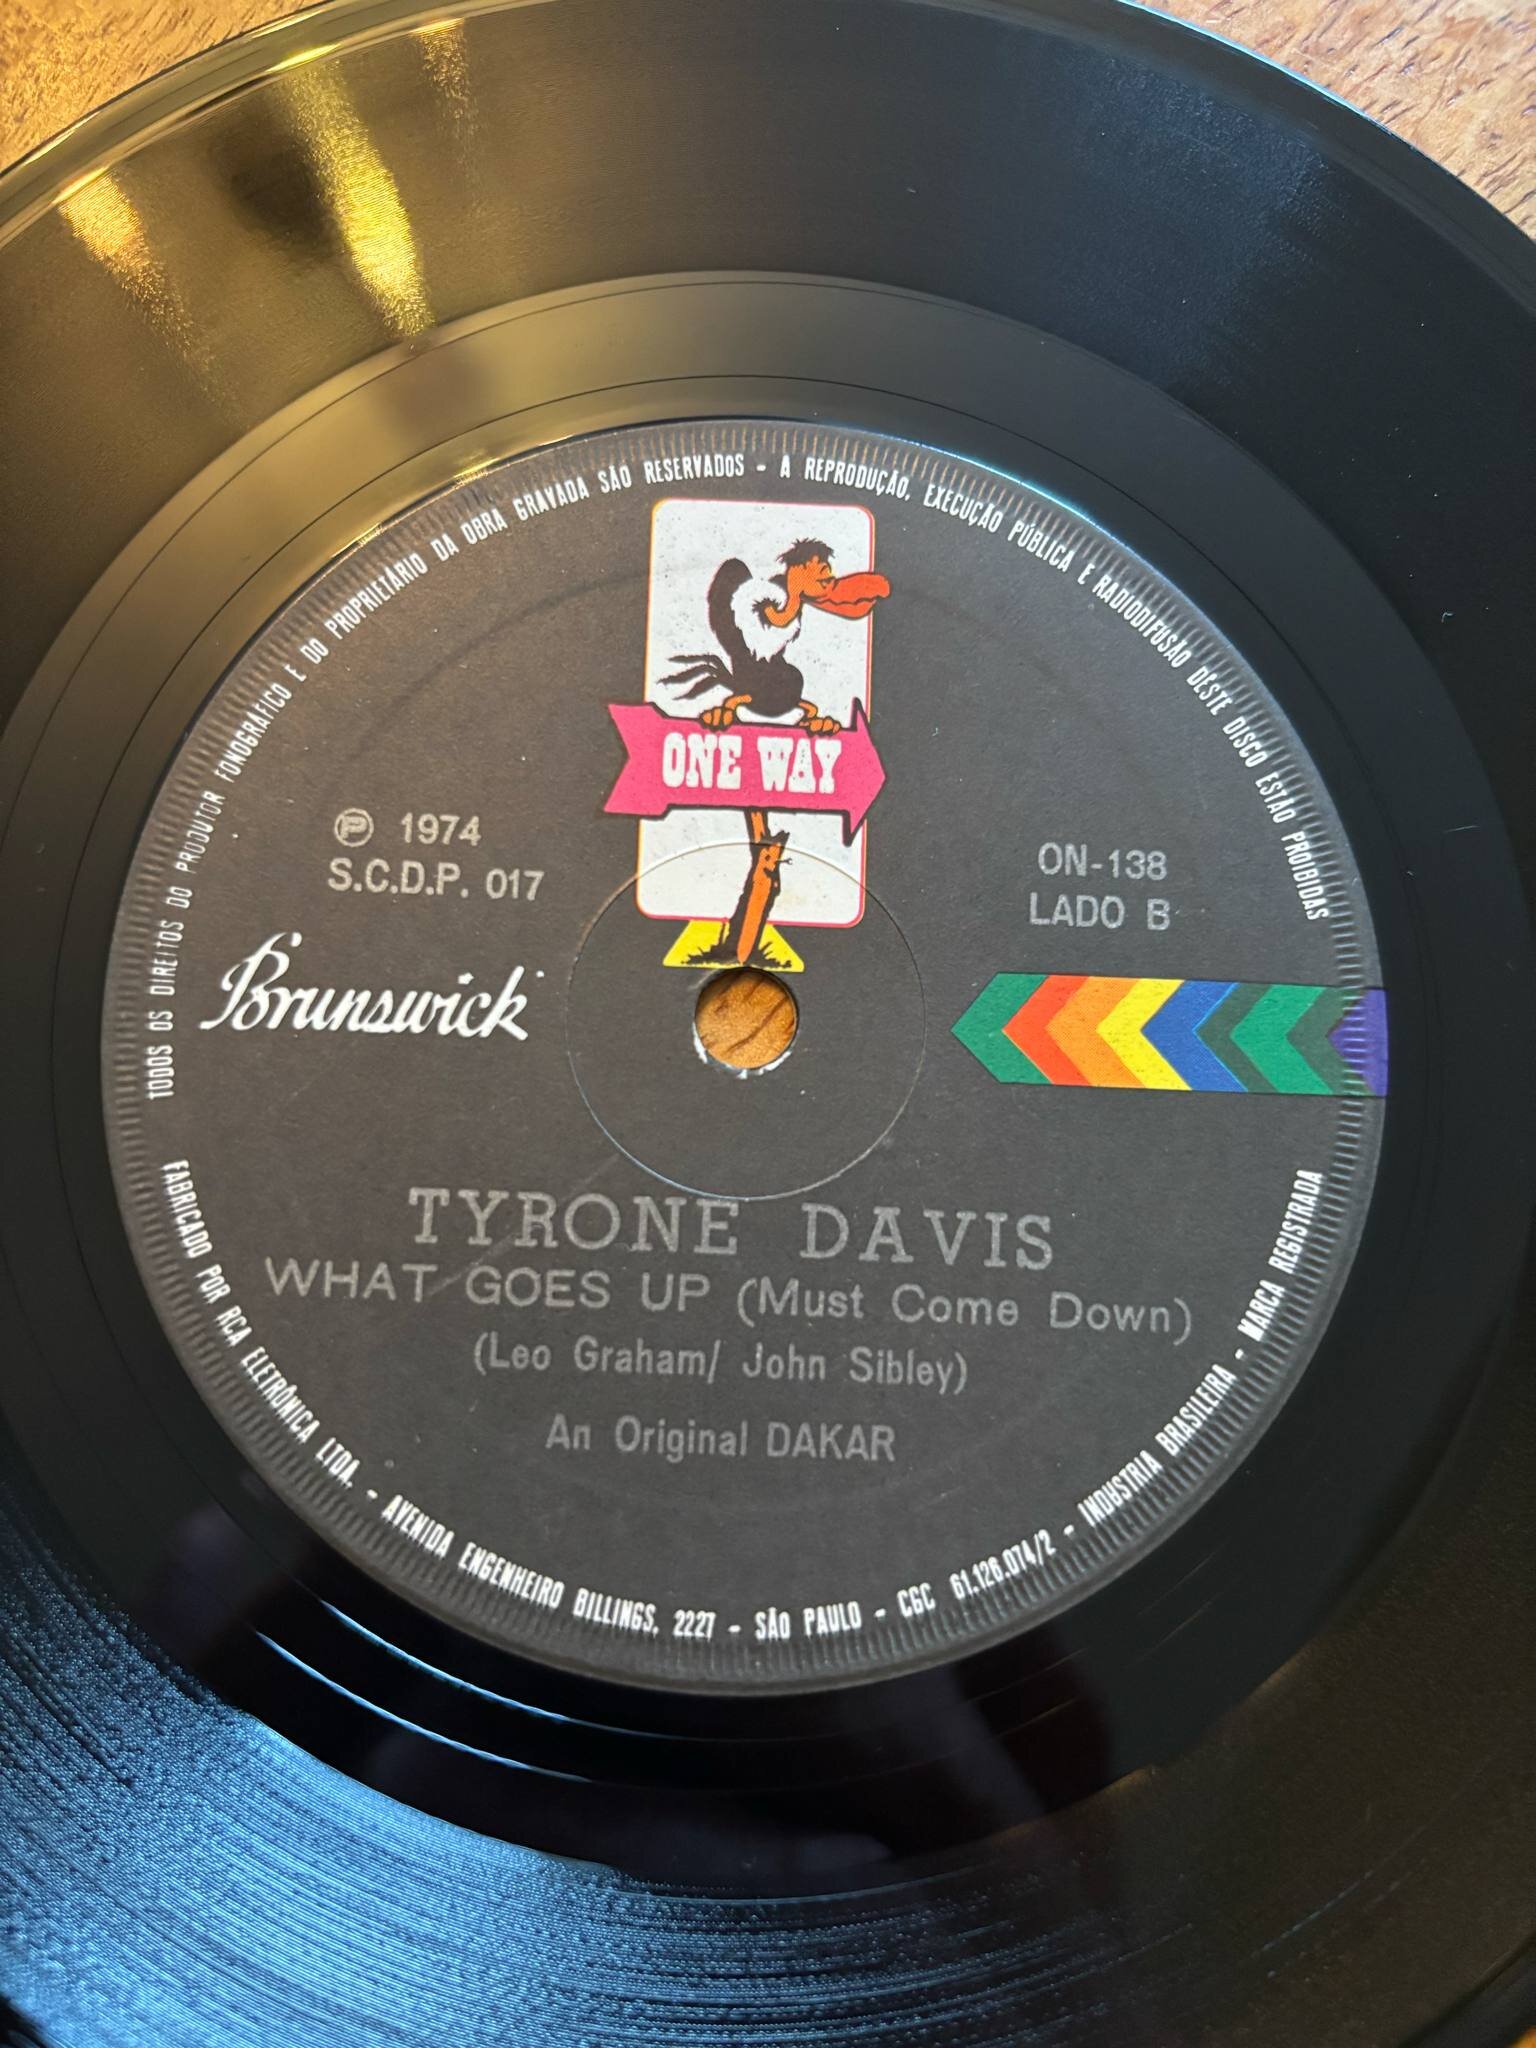 TODOS OS DIREITOS DO PRODUTOR FONOGRÁFICO E DO PROPRIETÁRIO DA OBRA GRAVADA SÃO RESERVADOS - A REPRODUÇÃO, EXECUÇÃO PÚBLICA E RADIODIFUSÃO DESTE DISCO ESTÃO PROIBIDAS
ONE WAY
℗ 1974
S.C.D.P. 017
ON-138
LADO B
Brunswick
TYRONE DAVIS
WHAT GOES UP (Must Come Down)
(Leo Graham/ John Sibley)
An Original DAKAR
FABRICADO POR RCA ELETRÔNICA LTDA. - AVENIDA ENGENHEIRO BILLINGS, 2227 - SÃO PAULO - CGC 61.126.074/2 - INDUSTRIA BRASILEIRA - MARCA REGISTRADA